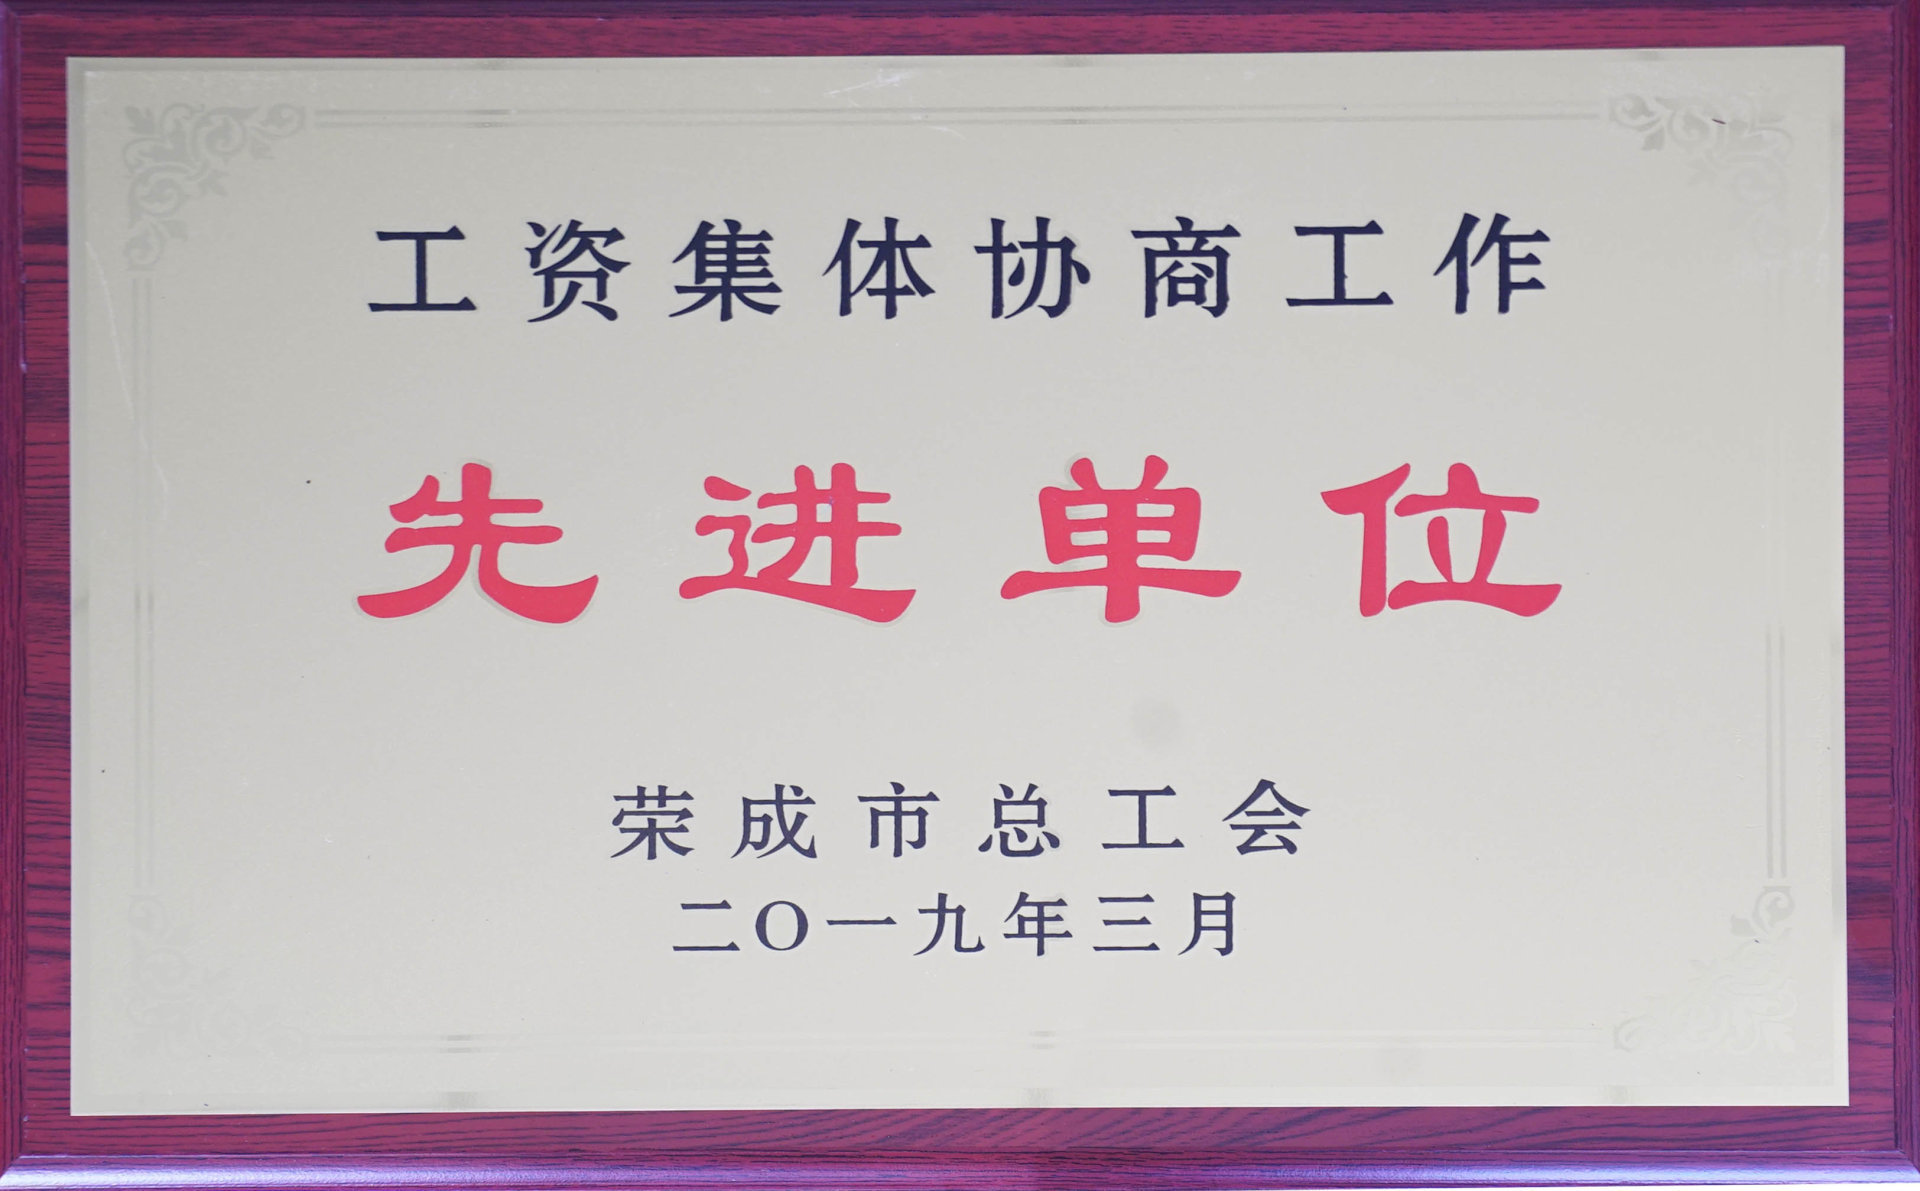 工资集体协商工作
先进单位
荣成市总工会
二〇一九年三月